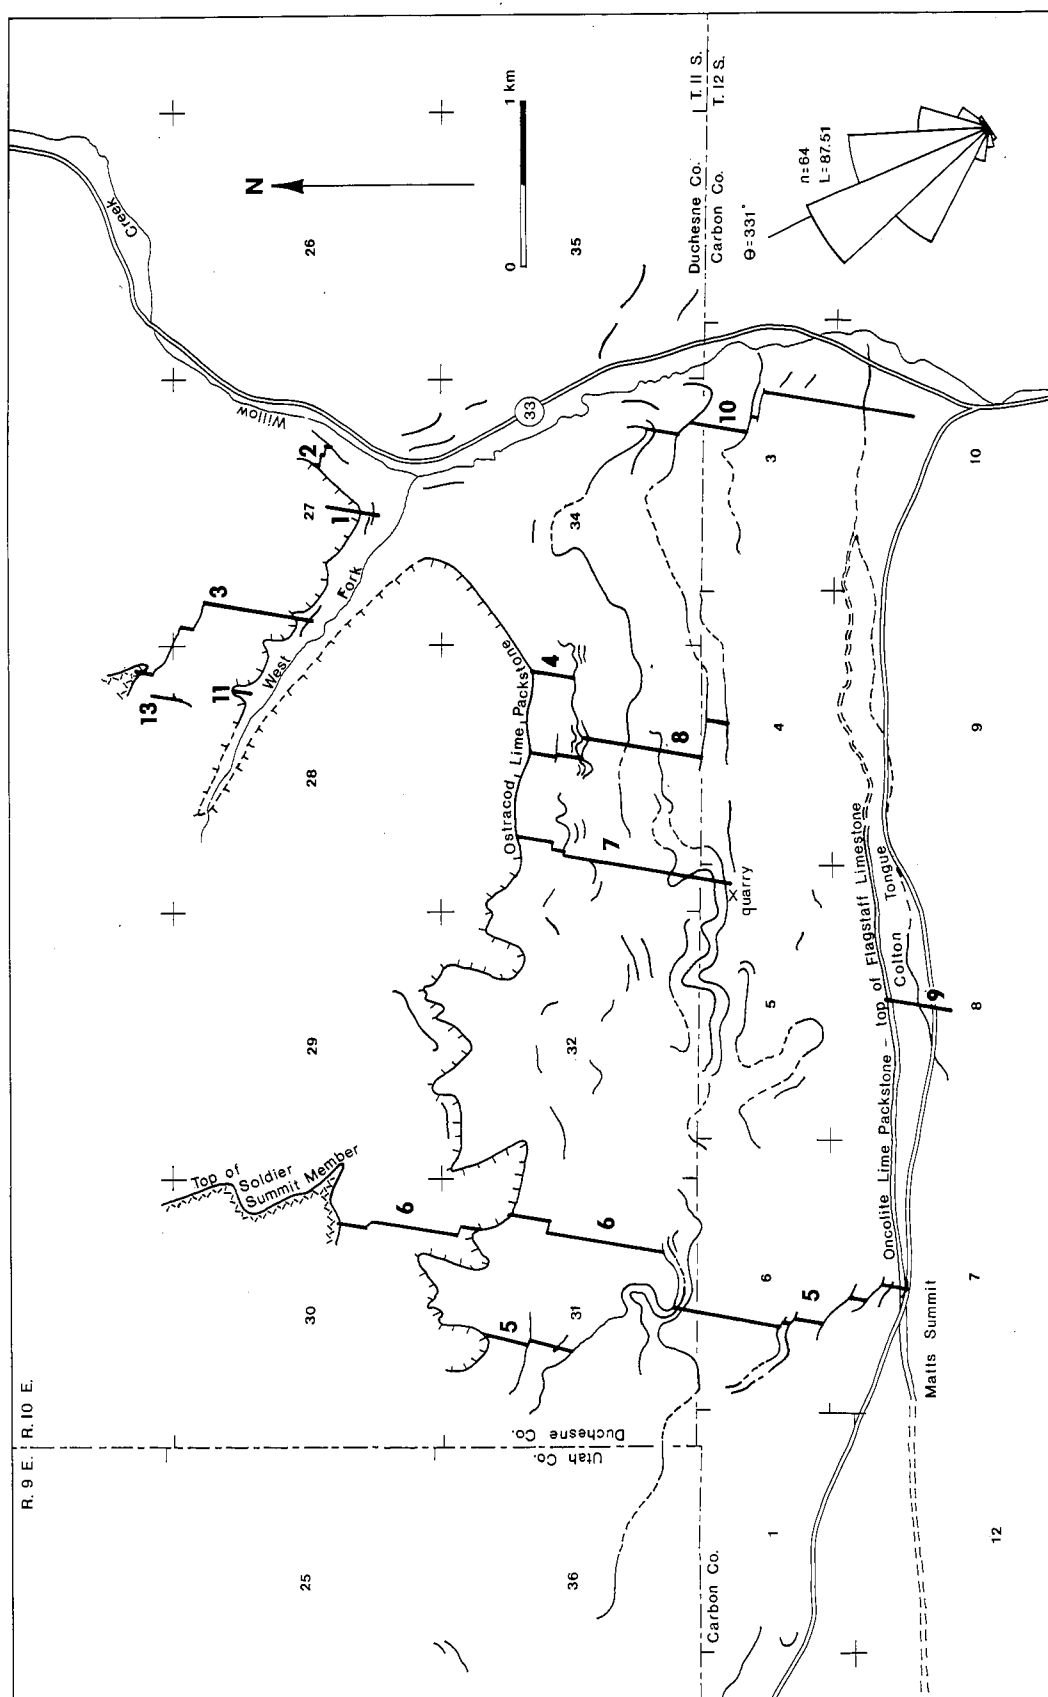 R. 9 E. R. 10 E.
T. 11 S.
T. 12 S.
Creek
Willow
N
0
1 km
26
35
Duchesne Co.
Carbon Co.
n=64
L=87.51
Θ=331°
33
2
27
1
3
13
11
West
Fork
28
Ostracod Lime Packstone
4
34
10
3
10
8
7
quarry
4
9
29
32
5
Oncolite Lime Packstone - top of Flagstaff Limestone
Colton
Tongue
9
8
Top of
Soldier
Summit Member
6
6
30
5
31
6
5
7
Matts Summit
Duchesne Co.
Utah Co.
Carbon Co.
25
36
1
12